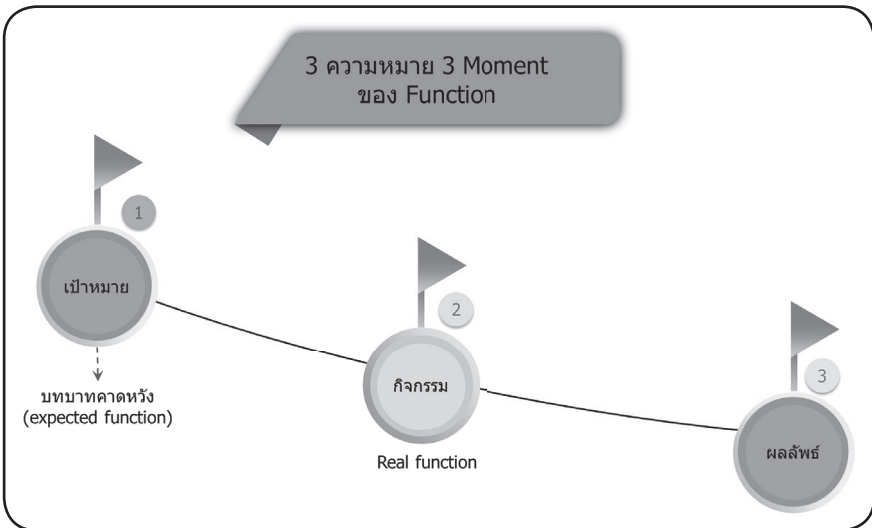 3 ความหมาย 3 Moment
ของ Function
1
เป้าหมาย
บทบาทคาดหวัง
(expected function)
2
กิจกรรม
Real function
3
ผลลัพธ์